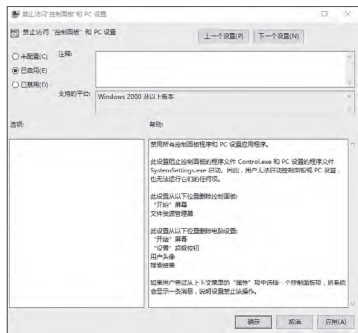 禁止访问"控制面板"和 PC 设置
禁止访问"控制面板"和 PC 设置
上一个设置(P)
下一个设置(N)
未配置(C)
注释:
已启用(E)
已禁用(D)
支持的平台:
Windows 2000 及以上版本
选项:
帮助:
禁用所有控制面板程序和 PC 设置应用程序。
此设置阻止控制面板的程序文件 Control.exe 和 PC 设置的程序文件
SystemSettings.exe 启动。因此，用户无法启动控制面板或 PC 设置，
也无法运行它们的任何项。
此设置从以下位置删除控制面板:
"开始"屏幕
文件资源管理器
此设置从以下位置删除电脑设置:
"开始"屏幕
"设置"超级按钮
用户头像
搜索结果
如果用户尝试从上下文菜单的"属性"项中选择一个控制面板项，则系统
会显示一条消息，说明设置禁止该操作。
确定
取消
应用(A)